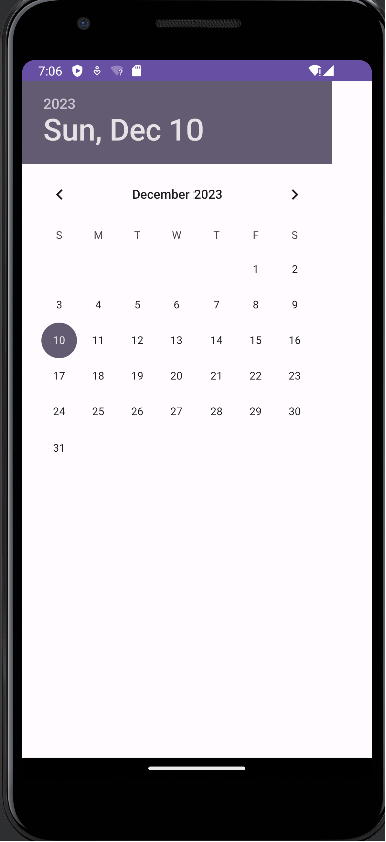 7:06
2023
Sun, Dec 10
December 2023
S M T W T F S
1 2
3 4 5 6 7 8 9
10 11 12 13 14 15 16
17 18 19 20 21 22 23
24 25 26 27 28 29 30
31